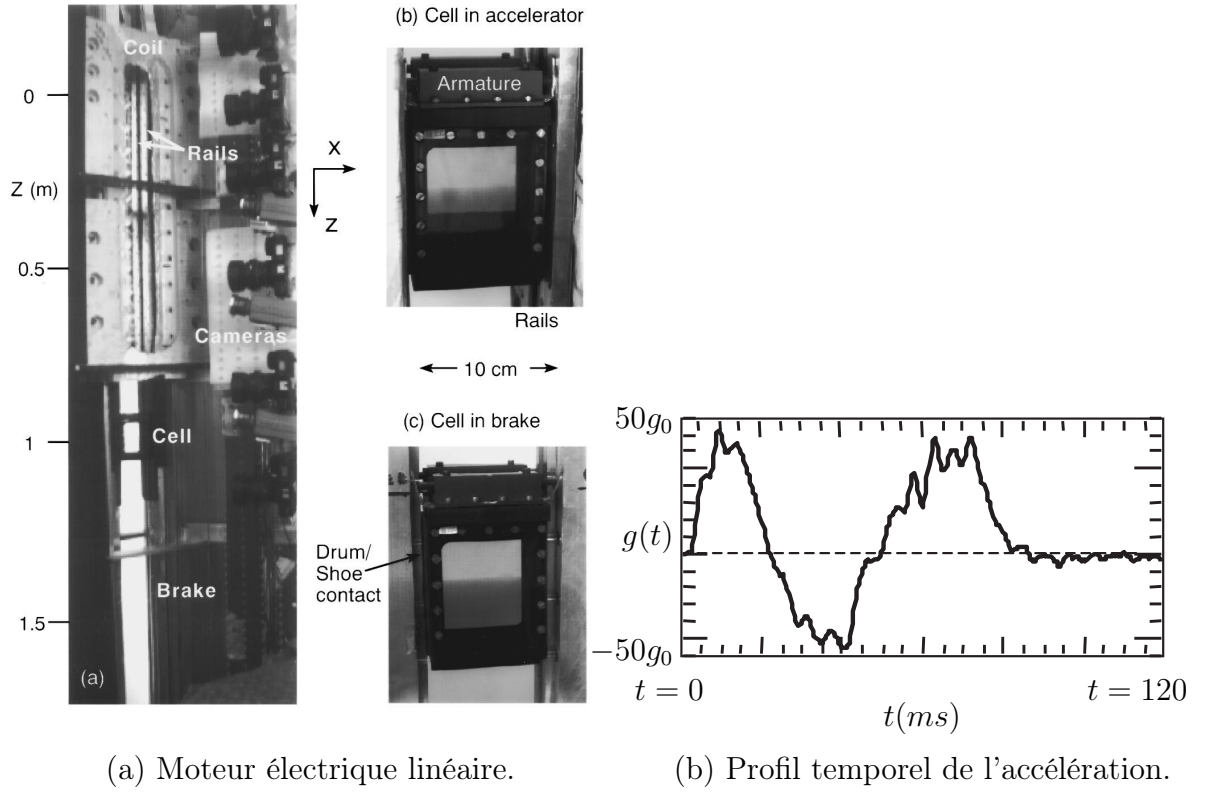 (b) Cell in accelerator
Coil
Armature
0
Rails
X
Z (m)
Z
0.5
Rails
Cameras
10 cm
(c) Cell in brake
50g₀
1
Cell
g(t)
Drum/
Shoe
contact
Brake
1.5
−50g₀
(a)
t = 0
t = 120
t(ms)
(a) Moteur électrique linéaire.
(b) Profil temporel de l'accélération.